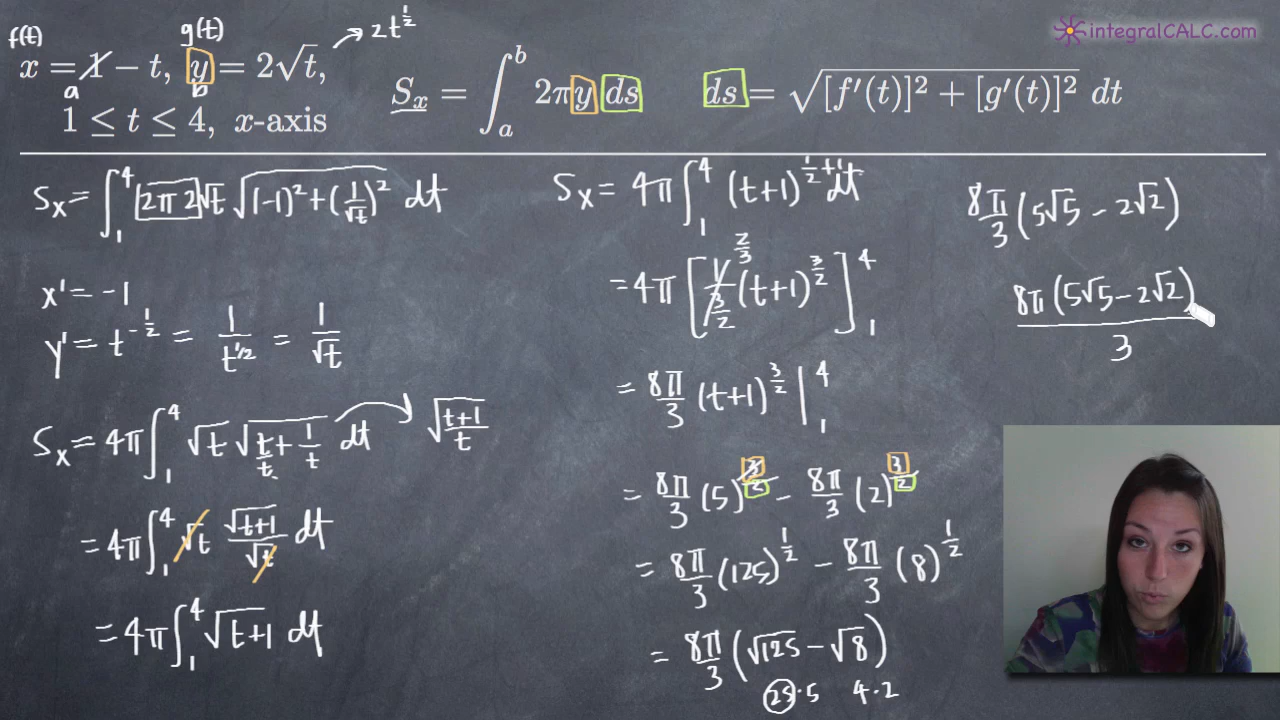 f(t) g(t) → 2t^{1/2}
x = 1 − t, y = 2√t,
a b
1 ≤ t ≤ 4, x-axis
S_x = ∫_a^b 2πy ds ds = √([f′(t)]² + [g′(t)]²) dt
integralCALC.com
S_x = ∫_1^4 2π 2 √t √((-1)² + (1/√t)²) dt
x' = -1
y' = t^{-1/2} = 1/t^{1/2} = 1/√t
S_x = 4π ∫_1^4 √t √(t/t + 1/t) dt → √((t+1)/t)
= 4π ∫_1^4 √t √(t+1)/√t dt
= 4π ∫_1^4 √(t+1) dt
S_x = 4π ∫_1^4 (t+1)^{1/2 + 1} dt
= 4π [ 1/(3/2) 2/3 (t+1)^{3/2} ]_1^4
= 8π/3 (t+1)^{3/2} |_1^4
= 8π/3 (5)^{3/2} − 8π/3 (2)^{3/2}
= 8π/3 (125)^{1/2} − 8π/3 (8)^{1/2}
= 8π/3 (√125 − √8)
25·5 4·2
8π/3 (5√5 − 2√2)
8π (5√5 − 2√2)
3